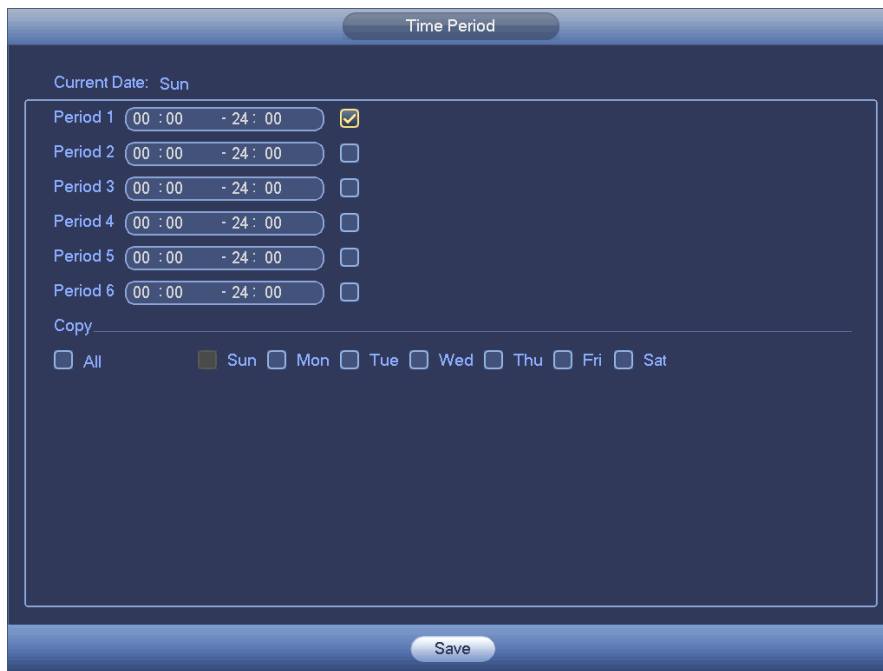 Time Period
Current Date: Sun
Period 1 00 : 00 - 24 : 00
Period 2 00 : 00 - 24 : 00
Period 3 00 : 00 - 24 : 00
Period 4 00 : 00 - 24 : 00
Period 5 00 : 00 - 24 : 00
Period 6 00 : 00 - 24 : 00
Copy
All Sun Mon Tue Wed Thu Fri Sat
Save